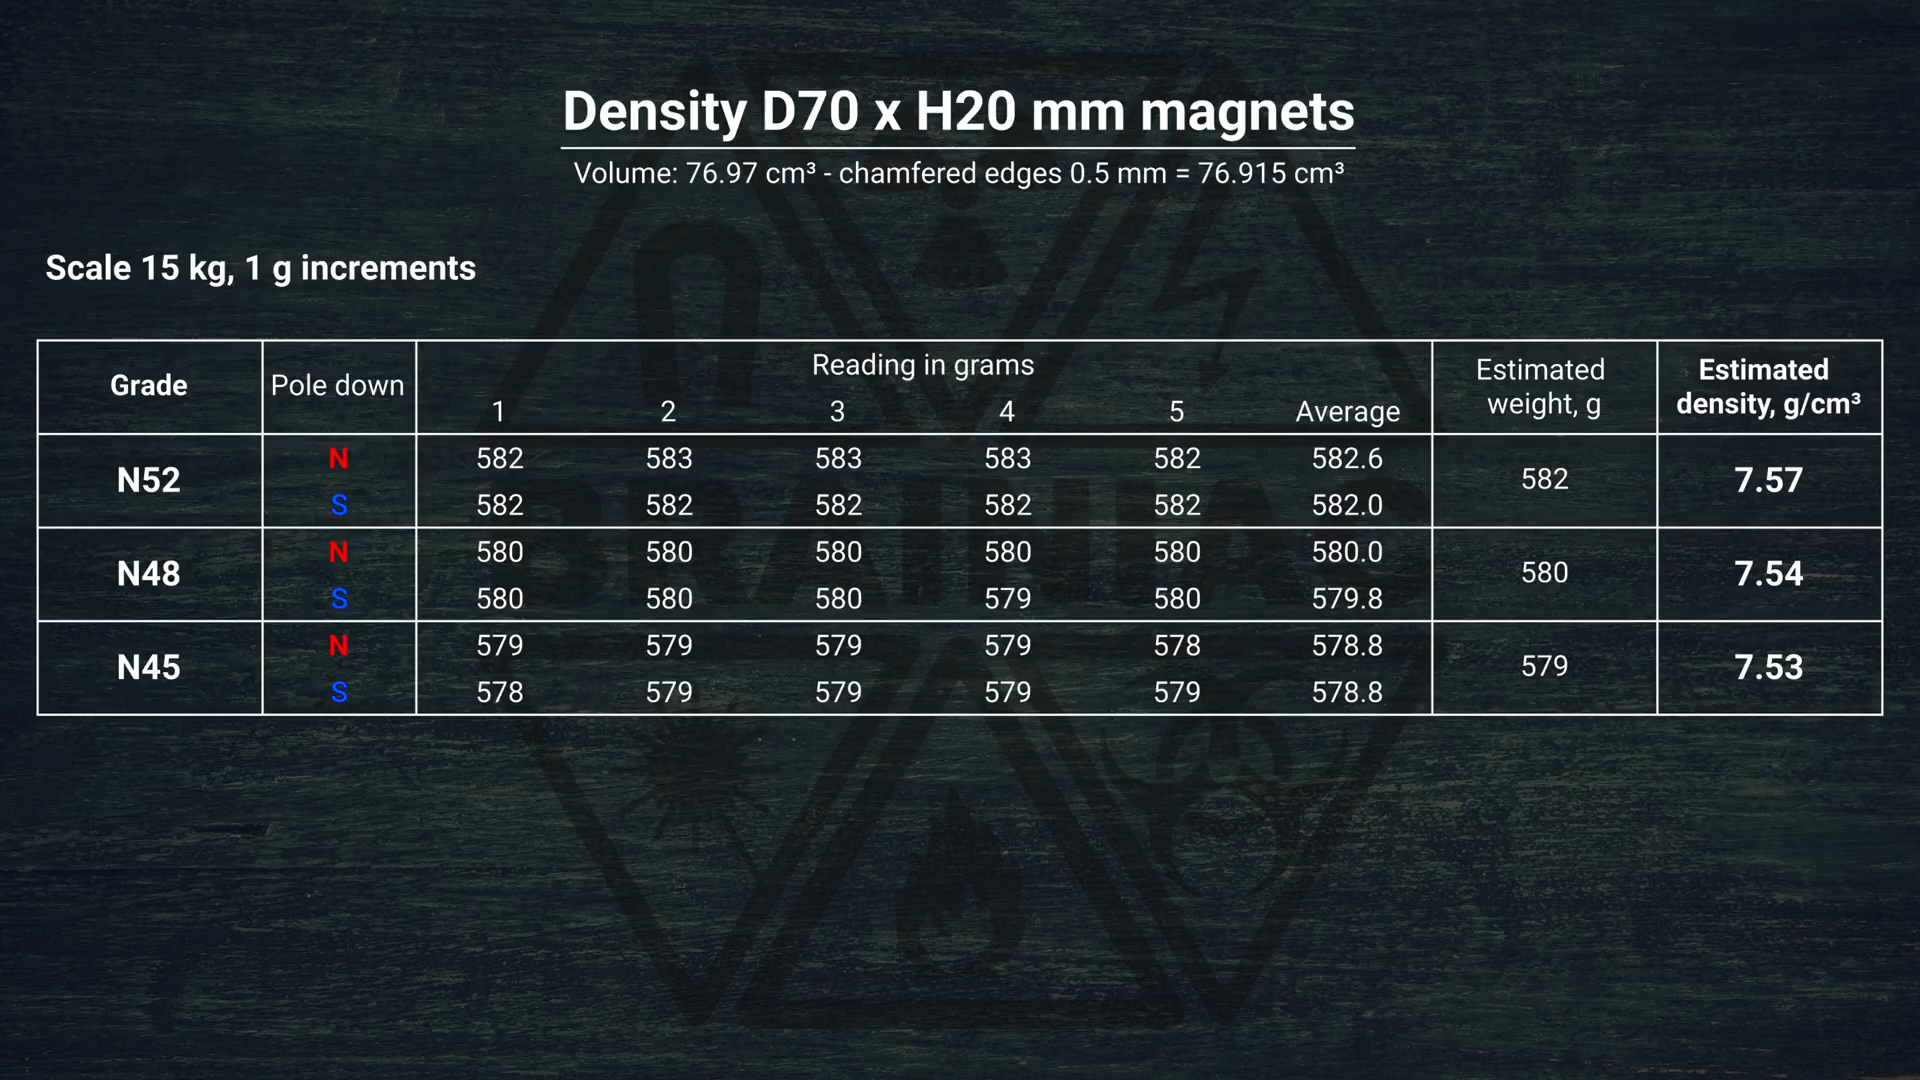 Density D70 x H20 mm magnets
Volume: 76.97 cm³ - chamfered edges 0.5 mm = 76.915 cm³
Scale 15 kg, 1 g increments
Grade Pole down Reading in grams Estimated weight, g Estimated density, g/cm³
1 2 3 4 5 Average
N52 N 582 583 583 583 582 582.6 582 7.57
S 582 582 582 582 582 582.0
N48 N 580 580 580 580 580 580.0 580 7.54
S 580 580 580 579 580 579.8
N45 N 579 579 579 579 578 578.8 579 7.53
S 578 579 579 579 579 578.8